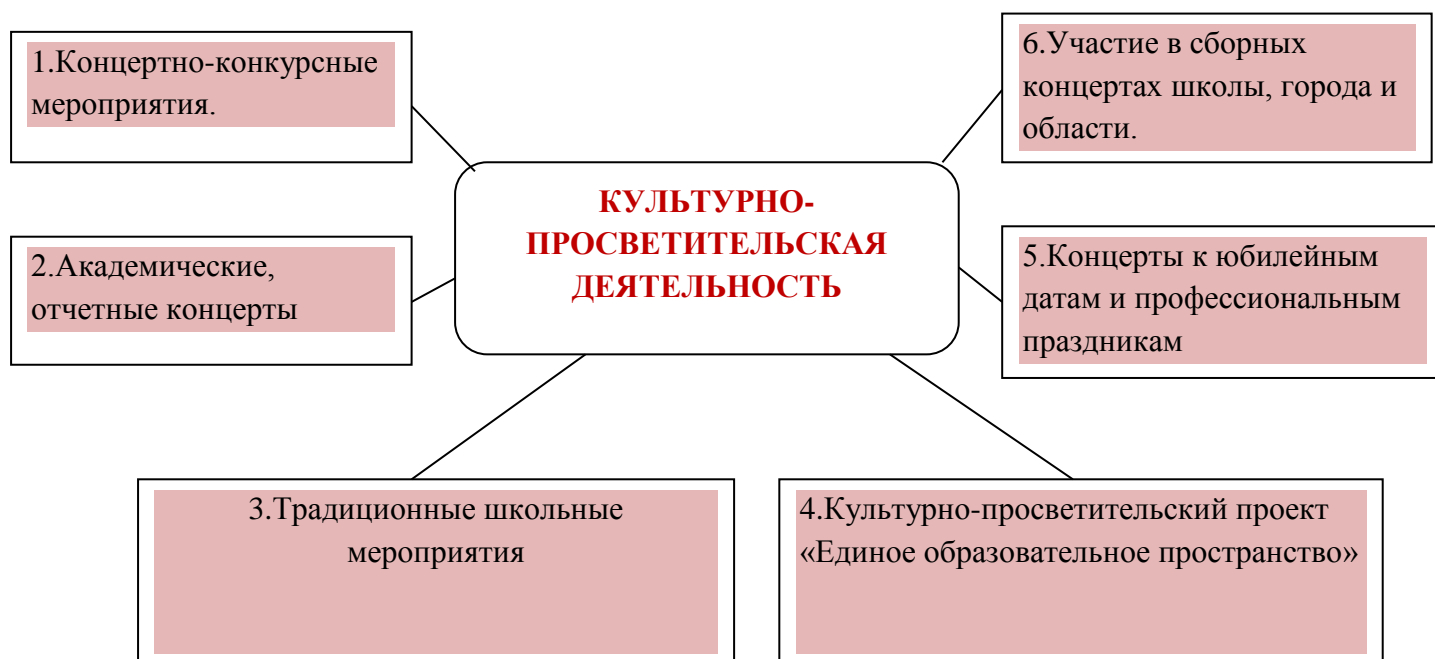 1.Концертно-конкурсные
мероприятия.
6.Участие в сборных
концертах школы, города и
области.
КУЛЬТУРНО-
ПРОСВЕТИТЕЛЬСКАЯ
ДЕЯТЕЛЬНОСТЬ
2.Академические,
отчетные концерты
5.Концерты к юбилейным
датам и профессиональным
праздникам
3.Традиционные школьные
мероприятия
4.Культурно-просветительский проект
«Единое образовательное пространство»